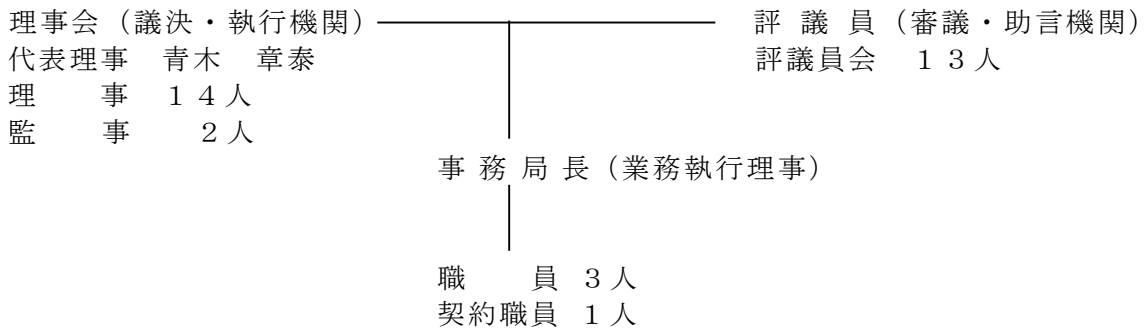 理事会（議決・執行機関）　評 議 員（審議・助言機関）
代表理事　青木　章泰　評議員会　１３人
理　　事　１４人
監　　事　２人
事 務 局 長（業務執行理事）
職　　員　３人
契約職員　１人